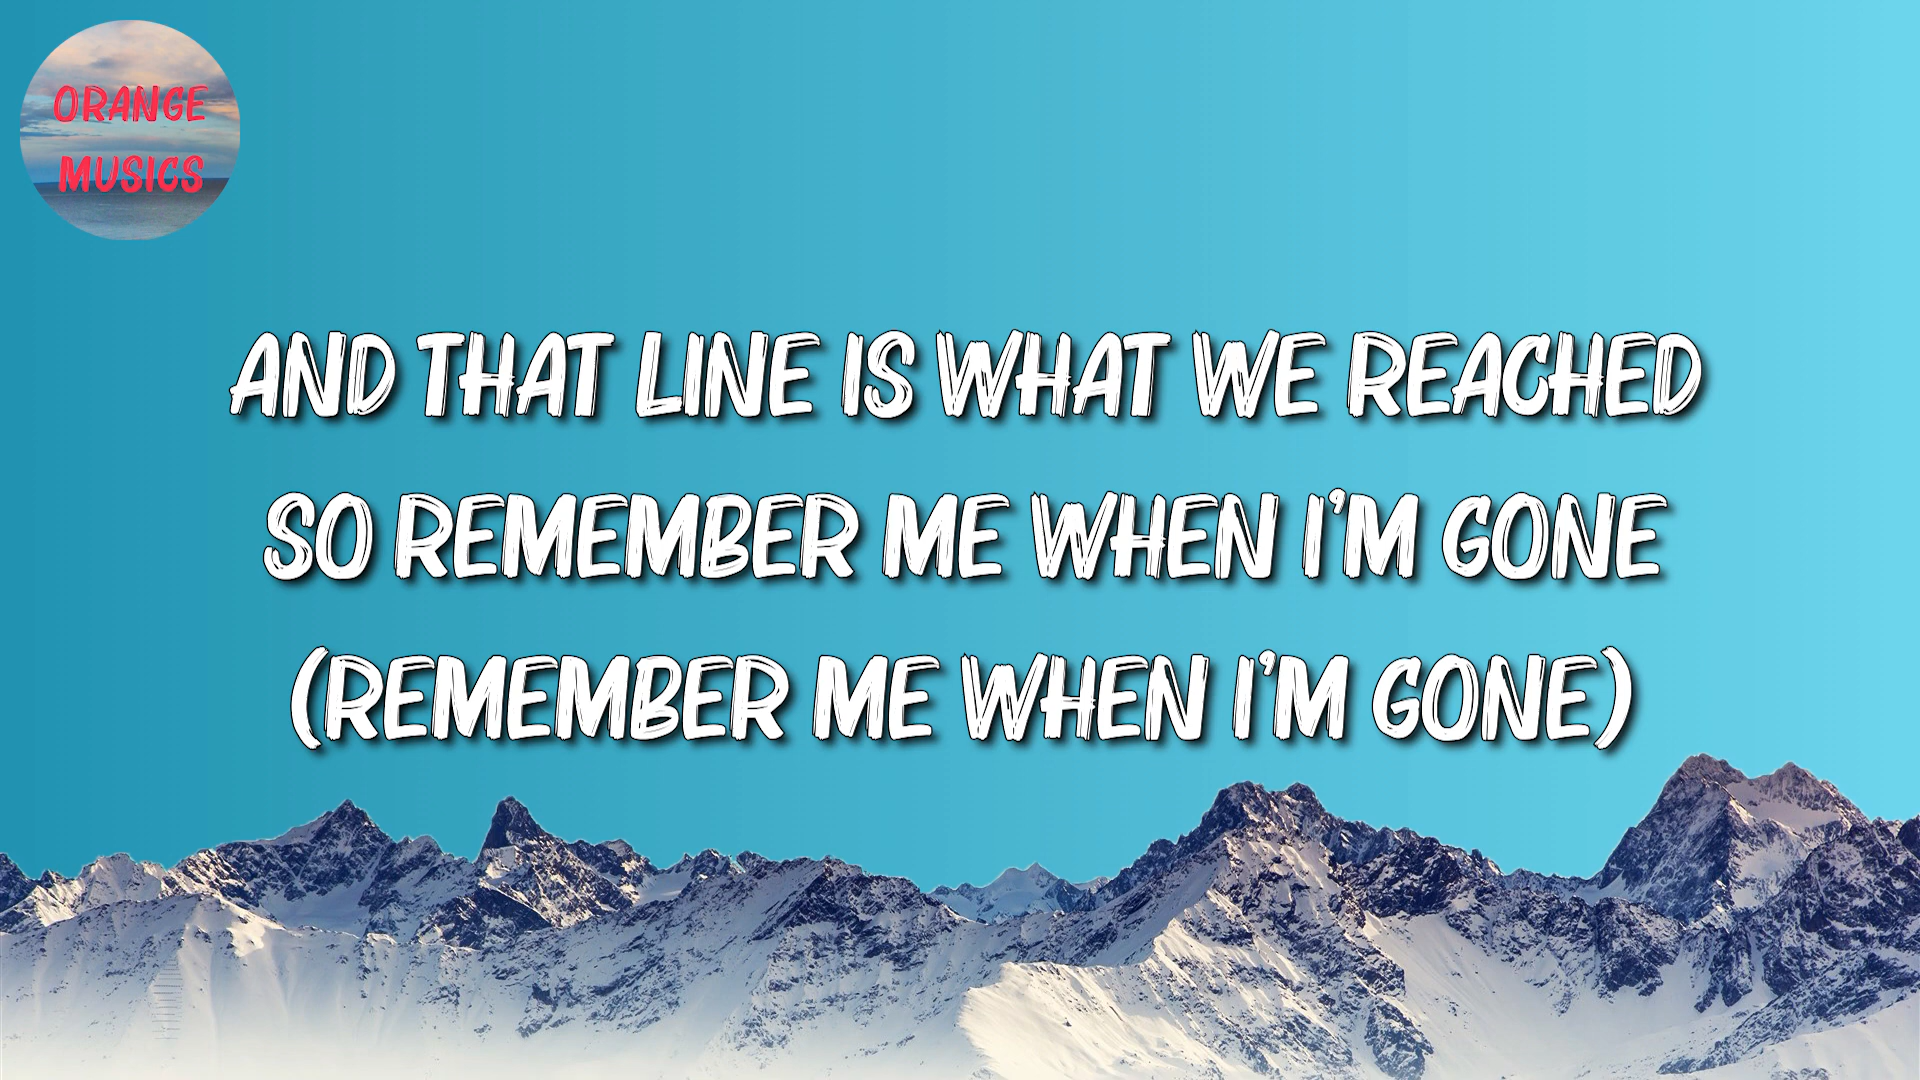 ORANGE
MUSICS
AND THAT LINE IS WHAT WE REACHED
SO REMEMBER ME WHEN I'M GONE
(REMEMBER ME WHEN I'M GONE)